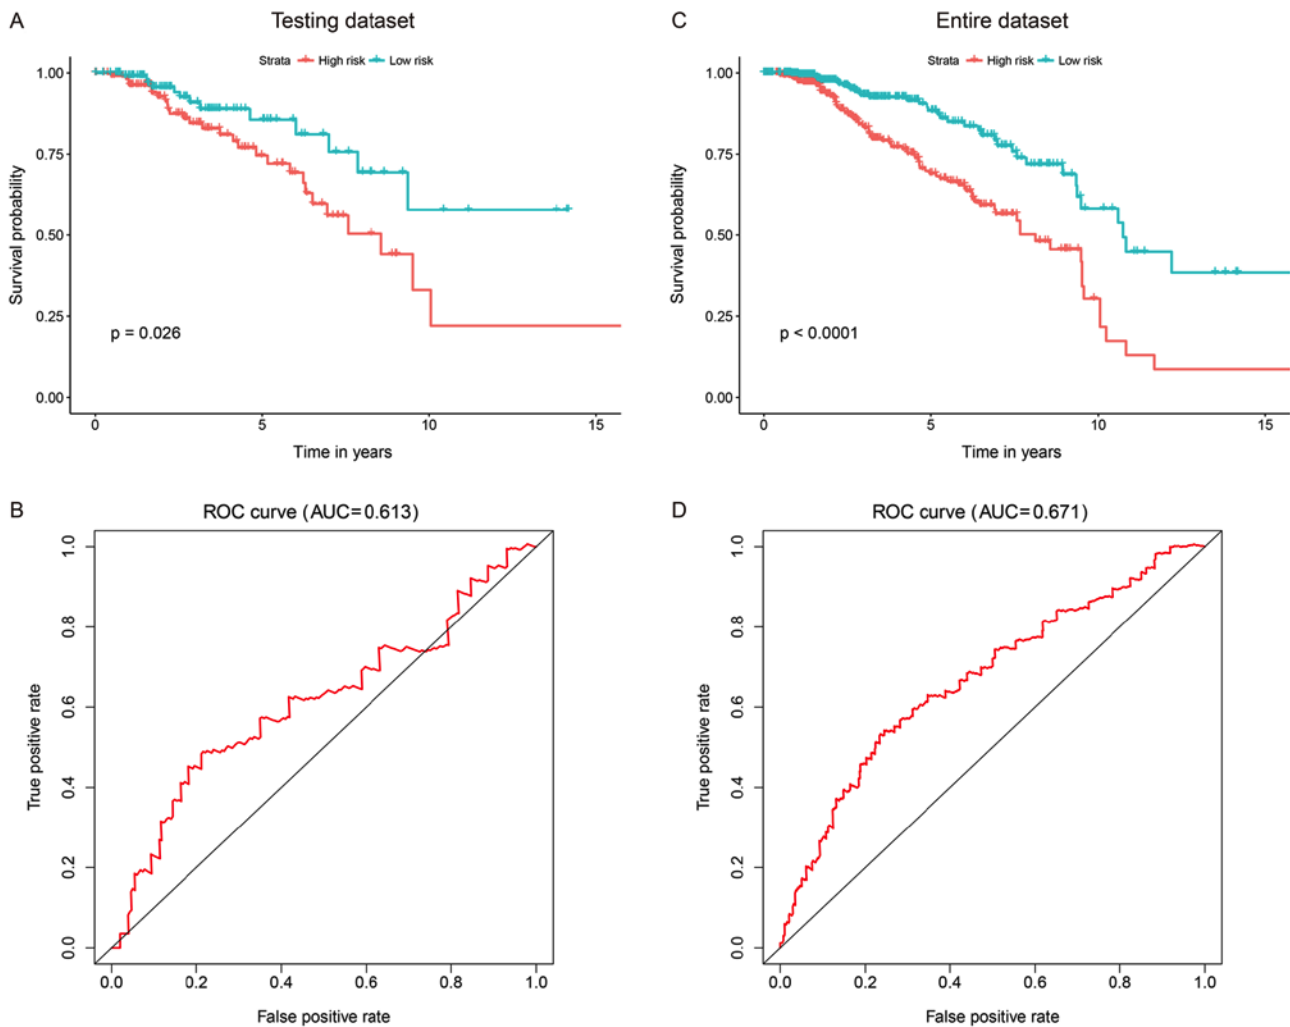 A
Testing dataset
Strata High risk Low risk
1.00
0.75
0.50
0.25
0.00
Survival probability
p = 0.026
0
5
10
15
Time in years
C
Entire dataset
Strata High risk Low risk
1.00
0.75
0.50
0.25
0.00
Survival probability
p < 0.0001
0
5
10
15
Time in years
B
ROC curve (AUC=0.613)
1.0
0.8
0.6
0.4
0.2
0.0
True positive rate
0.0
0.2
0.4
0.6
0.8
1.0
False positive rate
D
ROC curve (AUC=0.671)
1.0
0.8
0.6
0.4
0.2
0.0
True positive rate
0.0
0.2
0.4
0.6
0.8
1.0
False positive rate